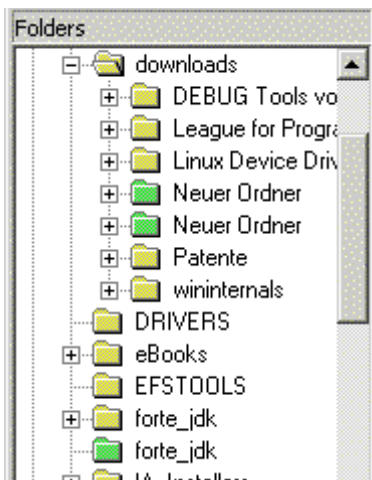 Folders
downloads
DEBUG Tools vo
League for Progra
Linux Device Driv
Neuer Ordner
Neuer Ordner
Patente
wininternals
DRIVERS
eBooks
EFSTOOLS
forte_jdk
forte_jdk